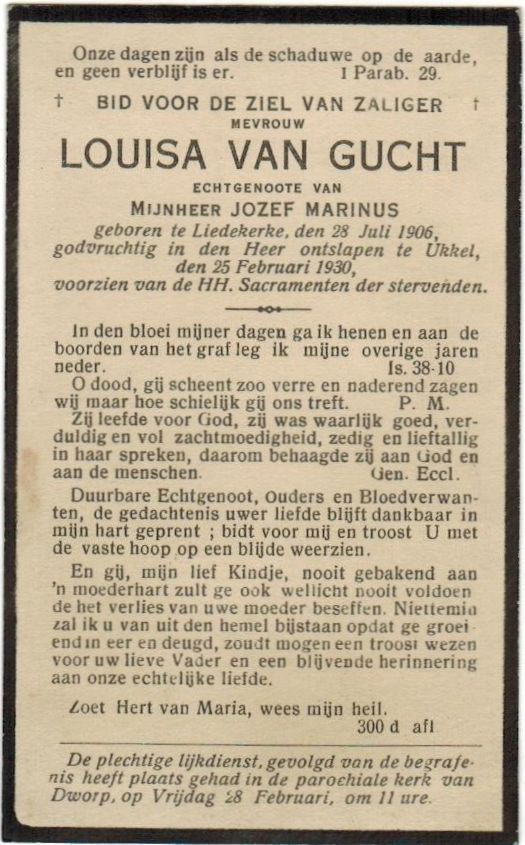 Onze dagen zijn als de schaduwe op de aarde,
en geen verblijf is er. I Parab. 29.
† BID VOOR DE ZIEL VAN ZALIGER †
MEVROUW
LOUISA VAN GUCHT
ECHTGENOOTE VAN
MIJNHEER JOZEF MARINUS
geboren te Liedekerke, den 28 Juli 1906,
godvruchtig in den Heer ontslapen te Ukkel,
den 25 Februari 1930,
voorzien van de HH. Sacramenten der stervenden.
In den bloei mijner dagen ga ik henen en aan de
boorden van het graf leg ik mijne overige jaren
neder. Is. 38-10
O dood, gij scheent zoo verre en naderend zagen
wij maar hoe schielijk gij ons treft. P. M.
Zij leefde voor God, zij was waarlijk goed, ver-
duldig en vol zachtmoedigheid, zedig en lieftallig
in haar spreken, daarom behaagde zij aan God en
aan de menschen. Gen. Eccl.
Duurbare Echtgenoot, Ouders en Bloedverwan-
ten, de gedachtenis uwer liefde blijft dankbaar in
mijn hart geprent ; bidt voor mij en troost U met
de vaste hoop op een blijde weerzien.
En gij, mijn lief Kindje, nooit gebakend aan
'n moederhart zult ge ook wellicht nooit voldoen
de het verlies van uwe moeder beseffen. Niettemin
zal ik u van uit den hemel bijstaan opdat ge groei
end in eer en deugd, zoudt mogen een troost wezen
voor uw lieve Vader en een blijvende herinnering
aan onze echtelijke liefde.
Zoet Hert van Maria, wees mijn heil.
300 d afl
De plechtige lijkdienst, gevolgd van de begrafe-
nis heeft plaats gehad in de parochiale kerk van
Dworp, op Vrijdag 28 Februari, om 11 ure.